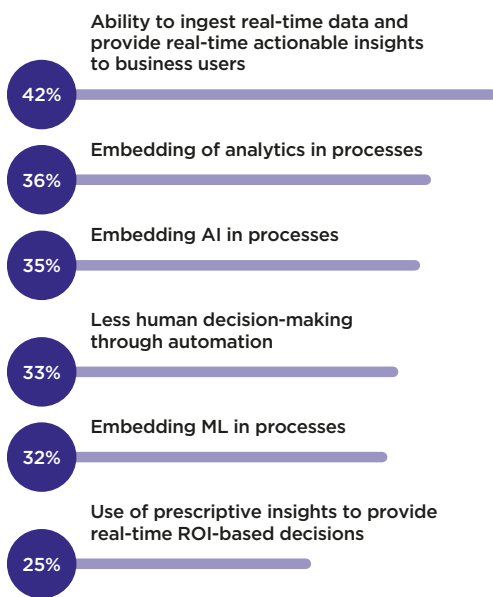 Ability to ingest real-time data and
provide real-time actionable insights
to business users
42%
Embedding of analytics in processes
36%
Embedding AI in processes
35%
Less human decision-making
through automation
33%
Embedding ML in processes
32%
Use of prescriptive insights to provide
real-time ROI-based decisions
25%